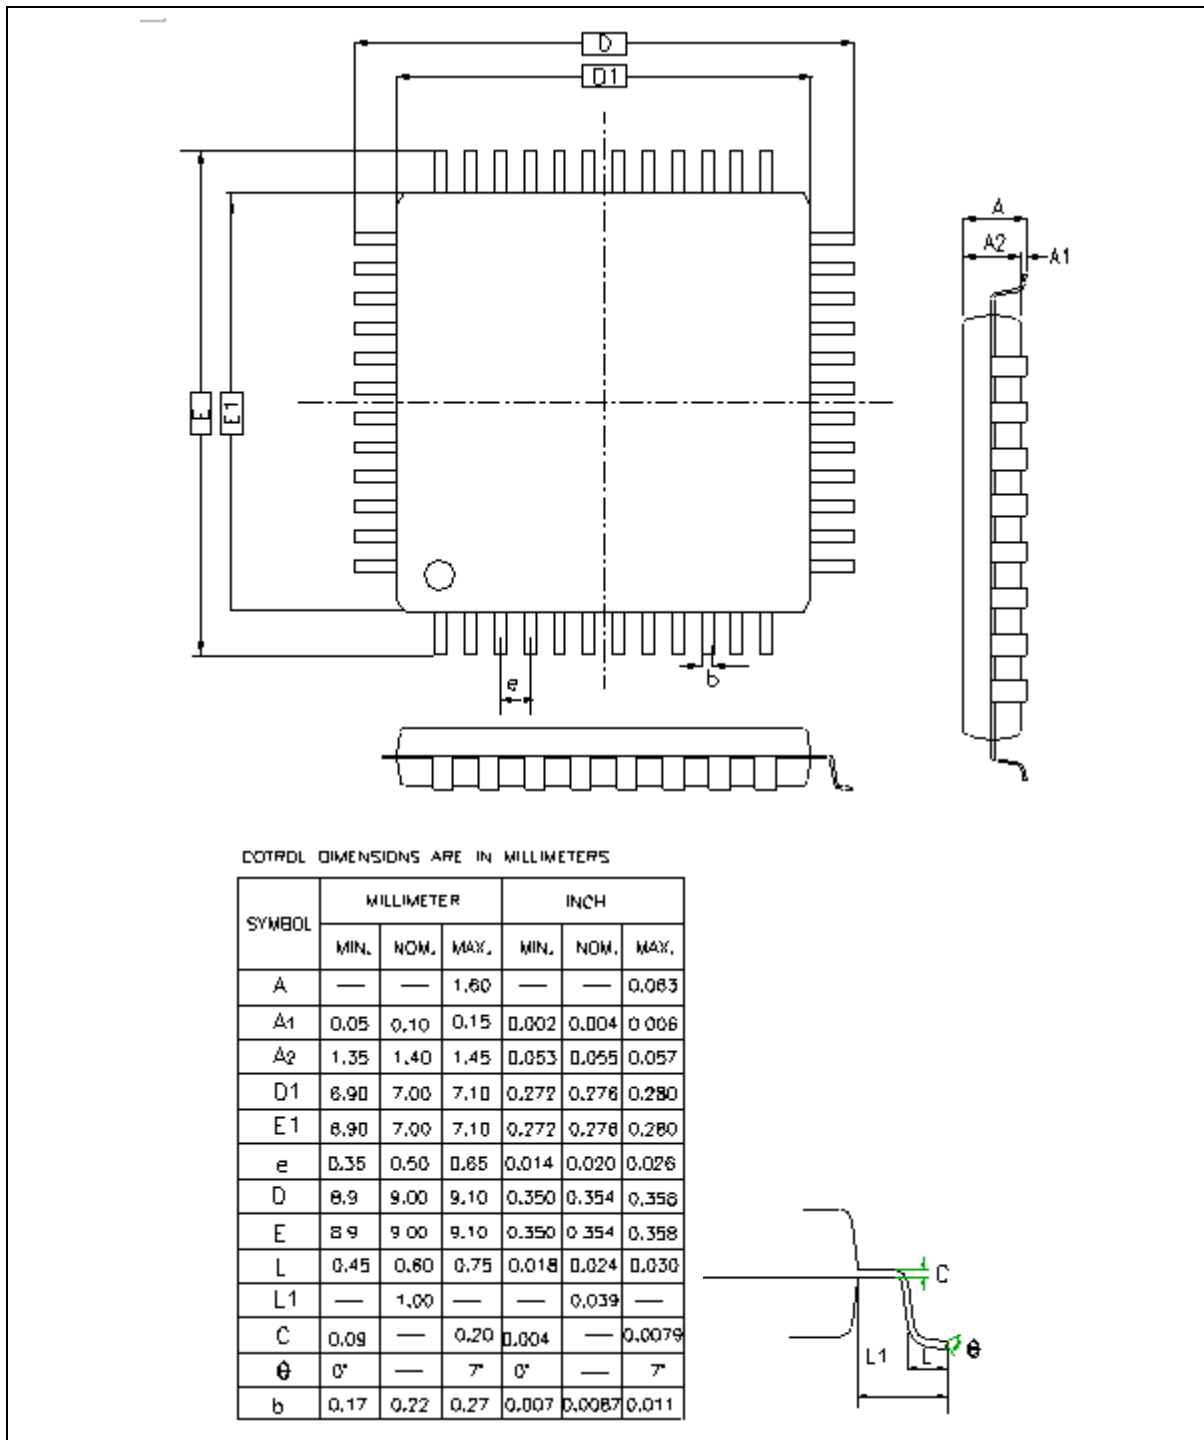 D
D1
A
A2
A1
E
E1
e
b
COTROL DIMENSIONS ARE IN MILLIMETERS
SYMBOL MILLIMETER INCH
MIN. NOM. MAX. MIN. NOM. MAX.
A — — 1.60 — — 0.063
A1 0.05 0.10 0.15 0.002 0.004 0.006
A2 1.35 1.40 1.45 0.053 0.055 0.057
D1 6.90 7.00 7.10 0.272 0.276 0.280
E1 6.90 7.00 7.10 0.272 0.276 0.280
e 0.35 0.50 0.65 0.014 0.020 0.026
D 8.9 9.00 9.10 0.350 0.354 0.358
E 8.9 9.00 9.10 0.350 0.354 0.358
L 0.45 0.60 0.75 0.018 0.024 0.030
L1 — 1.00 — — 0.039 —
C 0.09 — 0.20 0.004 — 0.0079
θ 0° — 7° 0° — 7°
b 0.17 0.22 0.27 0.007 0.0087 0.011
C
L1
L
θ